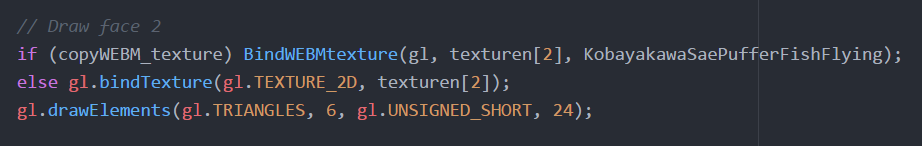 // Draw face 2
if (copyWEBM_texture) BindWEBMtexture(gl, texturen[2], KobayakawaSaePufferFishFlying);
else gl.bindTexture(gl.TEXTURE_2D, texturen[2]);
gl.drawElements(gl.TRIANGLES, 6, gl.UNSIGNED_SHORT, 24);